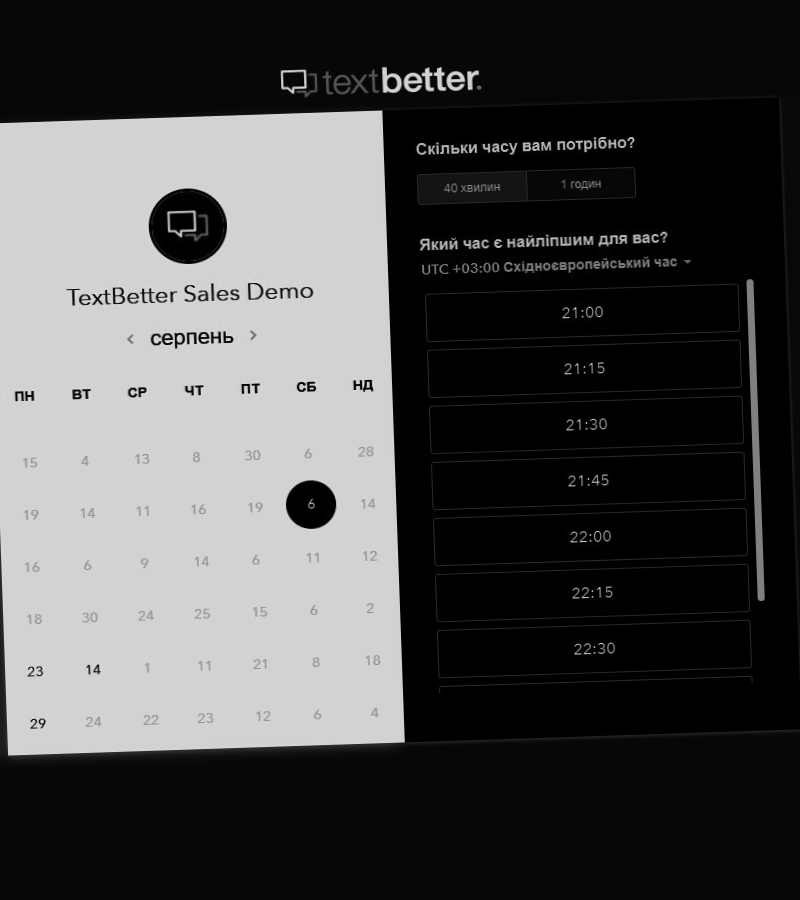 textbetter.
TextBetter Sales Demo
серпень
ПН ВТ СР ЧТ ПТ СБ НД
15 4 13 8 30 6 28
19 14 11 16 19 6 14
16 6 9 14 6 11 12
18 30 24 25 15 6 2
23 14 1 11 21 8 18
29 24 22 23 12 6 4
Скільки часу вам потрібно?
40 хвилин 1 годин
Який час є найліпшим для вас?
UTC +03:00 Східноєвропейський час
21:00
21:15
21:30
21:45
22:00
22:15
22:30